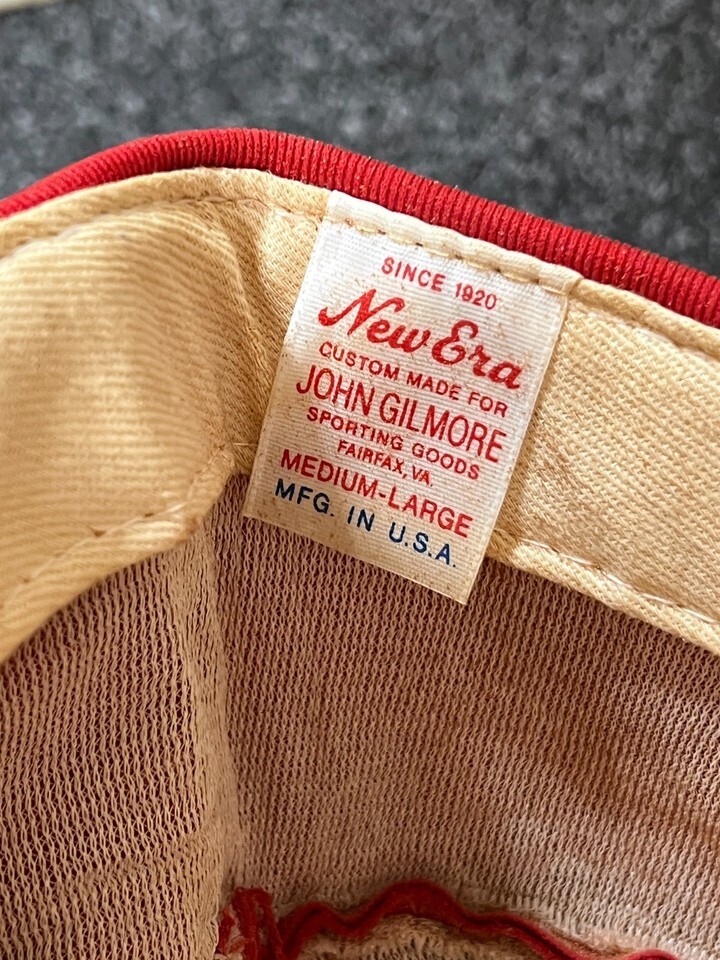 SINCE 1920
New Era
CUSTOM MADE FOR
JOHN GILMORE
SPORTING GOODS
FAIRFAX, VA.
MEDIUM-LARGE
MFG. IN U.S.A.